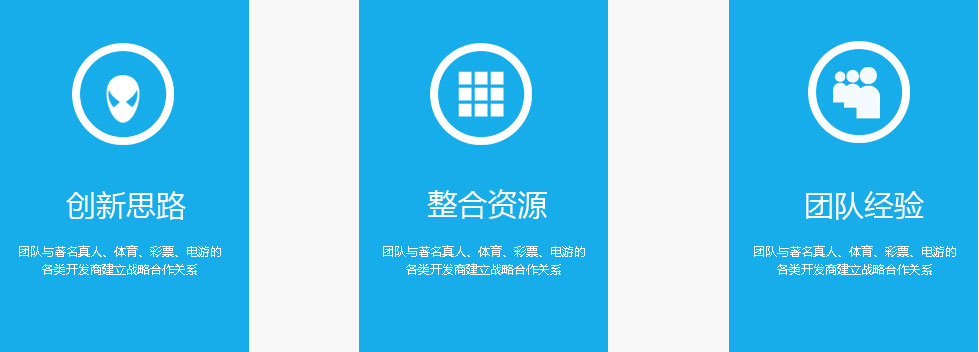 创新思路
团队与著名真人、体育、彩票、电游的
各类开发商建立战略合作关系
整合资源
团队与著名真人、体育、彩票、电游的
各类开发商建立战略合作关系
团队经验
团队与著名真人、体育、彩票、电游的
各类开发商建立战略合作关系